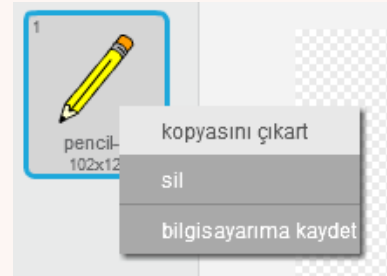 1
pencil-
102x12
kopyasını çıkart
sil
bilgisayarıma kaydet